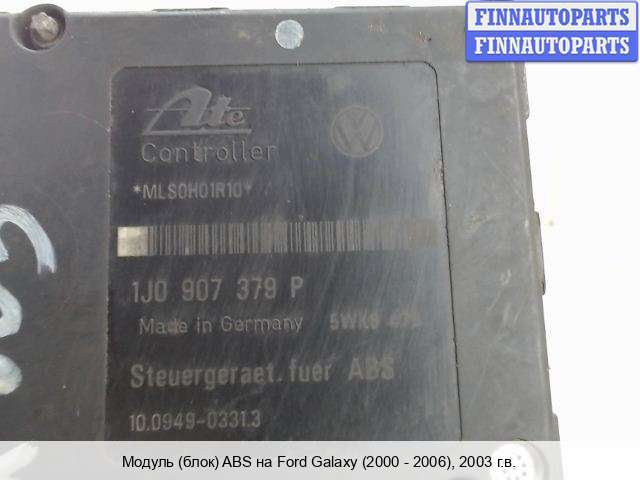 FINNAUTOPARTS
FINNAUTOPARTS
Ate
Controller
*MLS0H01R10*
1J0 907 379 P
Made in Germany
Steuergeraet. fuer ABS
10.0949-0331.3
Модуль (блок) ABS на Ford Galaxy (2000 - 2006), 2003 г.в.